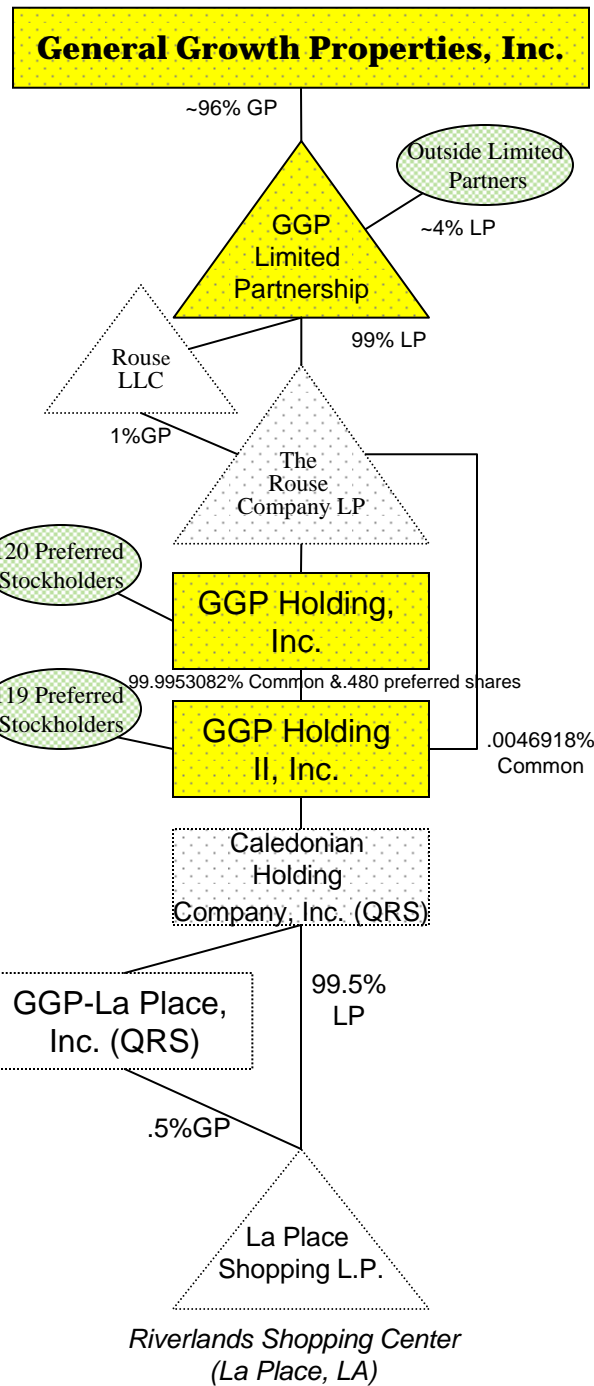 General Growth Properties, Inc.
~96% GP
Outside Limited
Partners
~4% LP
GGP
Limited
Partnership
99% LP
Rouse
LLC
1%GP
The
Rouse
Company LP
120 Preferred
Stockholders
GGP Holding,
Inc.
99.9953082% Common &.480 preferred shares
119 Preferred
Stockholders
GGP Holding
II, Inc.
.0046918%
Common
Caledonian
Holding
Company, Inc. (QRS)
GGP-La Place,
Inc. (QRS)
99.5%
LP
.5%GP
La Place
Shopping L.P.
Riverlands Shopping Center
(La Place, LA)